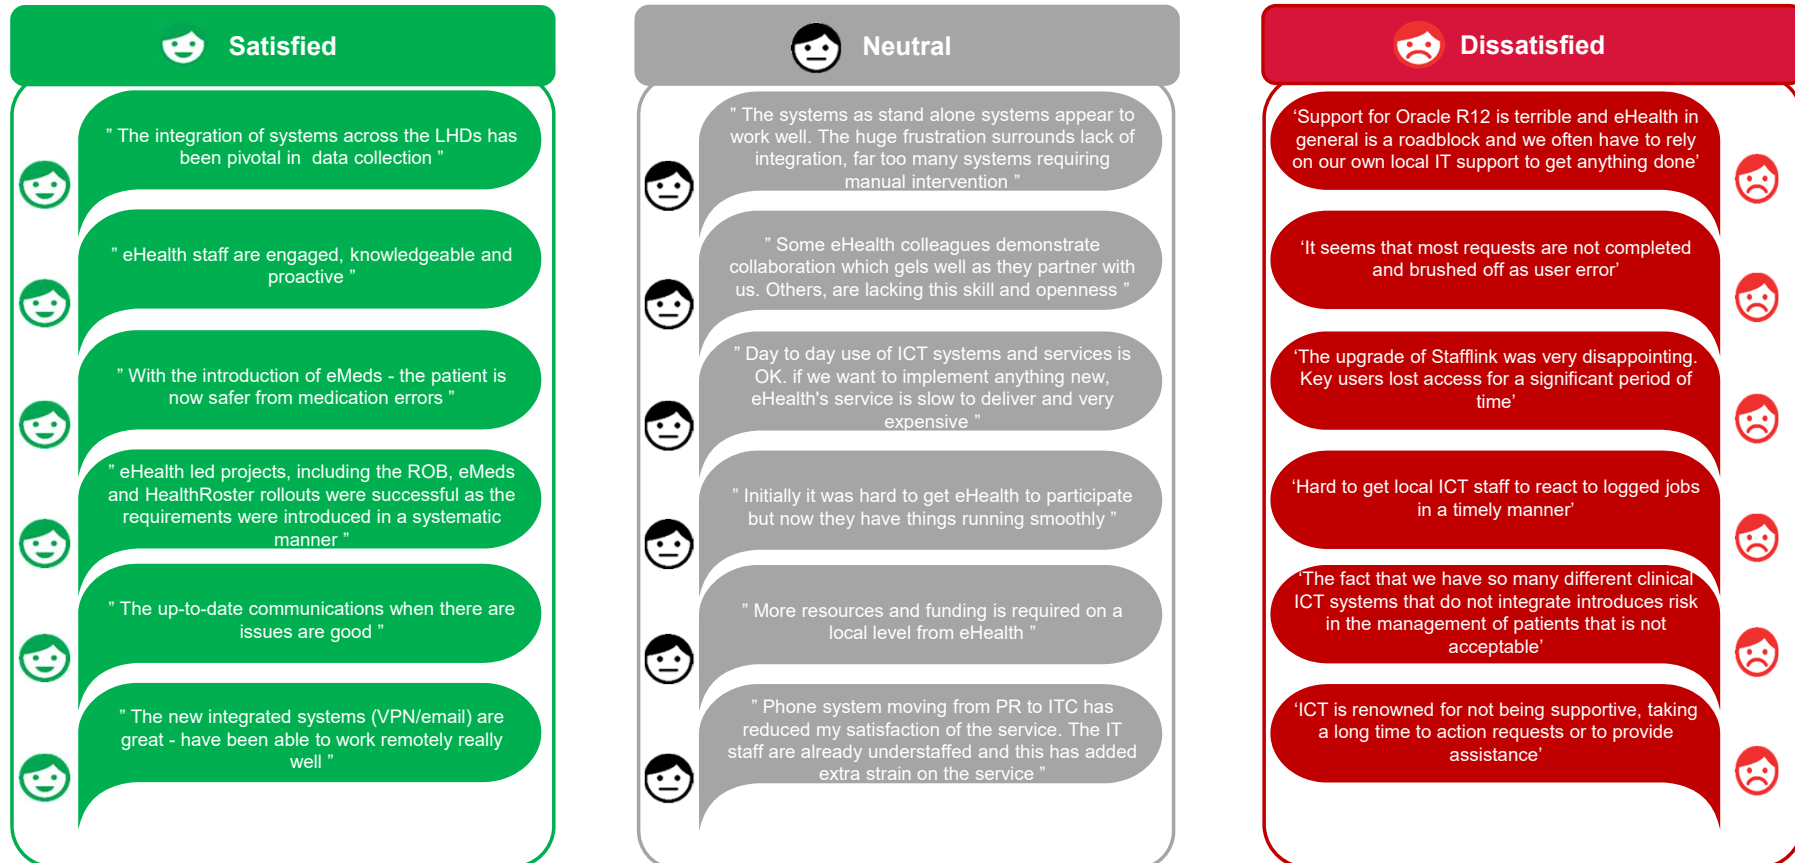 Satisfied
” The integration of systems across the LHDs has
been pivotal in  data collection ”
” eHealth staff are engaged, knowledgeable and
proactive ”
” With the introduction of eMeds - the patient is
now safer from medication errors ”
” eHealth led projects, including the ROB, eMeds
and HealthRoster rollouts were successful as the
requirements were introduced in a systematic
manner ”
” The up-to-date communications when there are
issues are good ”
” The new integrated systems (VPN/email) are
great - have been able to work remotely really
well ”
Neutral
” The systems as stand alone systems appear to
work well. The huge frustration surrounds lack of
integration, far too many systems requiring
manual intervention ”
” Some eHealth colleagues demonstrate
collaboration which gels well as they partner with
us. Others, are lacking this skill and openness ”
” Day to day use of ICT systems and services is
OK. if we want to implement anything new,
eHealth's service is slow to deliver and very
expensive ”
” Initially it was hard to get eHealth to participate
but now they have things running smoothly ”
” More resources and funding is required on a
local level from eHealth ”
” Phone system moving from PR to ITC has
reduced my satisfaction of the service. The IT
staff are already understaffed and this has added
extra strain on the service ”
Dissatisfied
‘Support for Oracle R12 is terrible and eHealth in
general is a roadblock and we often have to rely
on our own local IT support to get anything done’
‘It seems that most requests are not completed
and brushed off as user error’
‘The upgrade of Stafflink was very disappointing.
Key users lost access for a significant period of
time’
‘Hard to get local ICT staff to react to logged jobs
in a timely manner’
‘The fact that we have so many different clinical
ICT systems that do not integrate introduces risk
in the management of patients that is not
acceptable’
‘ICT is renowned for not being supportive, taking
a long time to action requests or to provide
assistance’